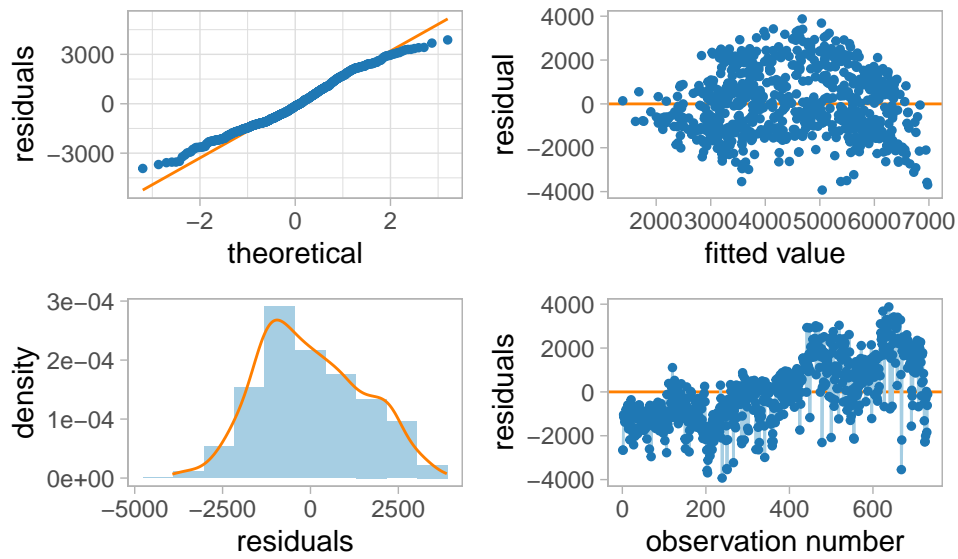 residuals
3000
0
−3000
−2
0
2
theoretical
residual
4000
2000
0
−2000
−4000
2000
3000
4000
5000
6000
7000
fitted value
density
3e−04
2e−04
1e−04
0e+00
−5000
−2500
0
2500
residuals
residuals
4000
2000
0
−2000
−4000
0
200
400
600
observation number